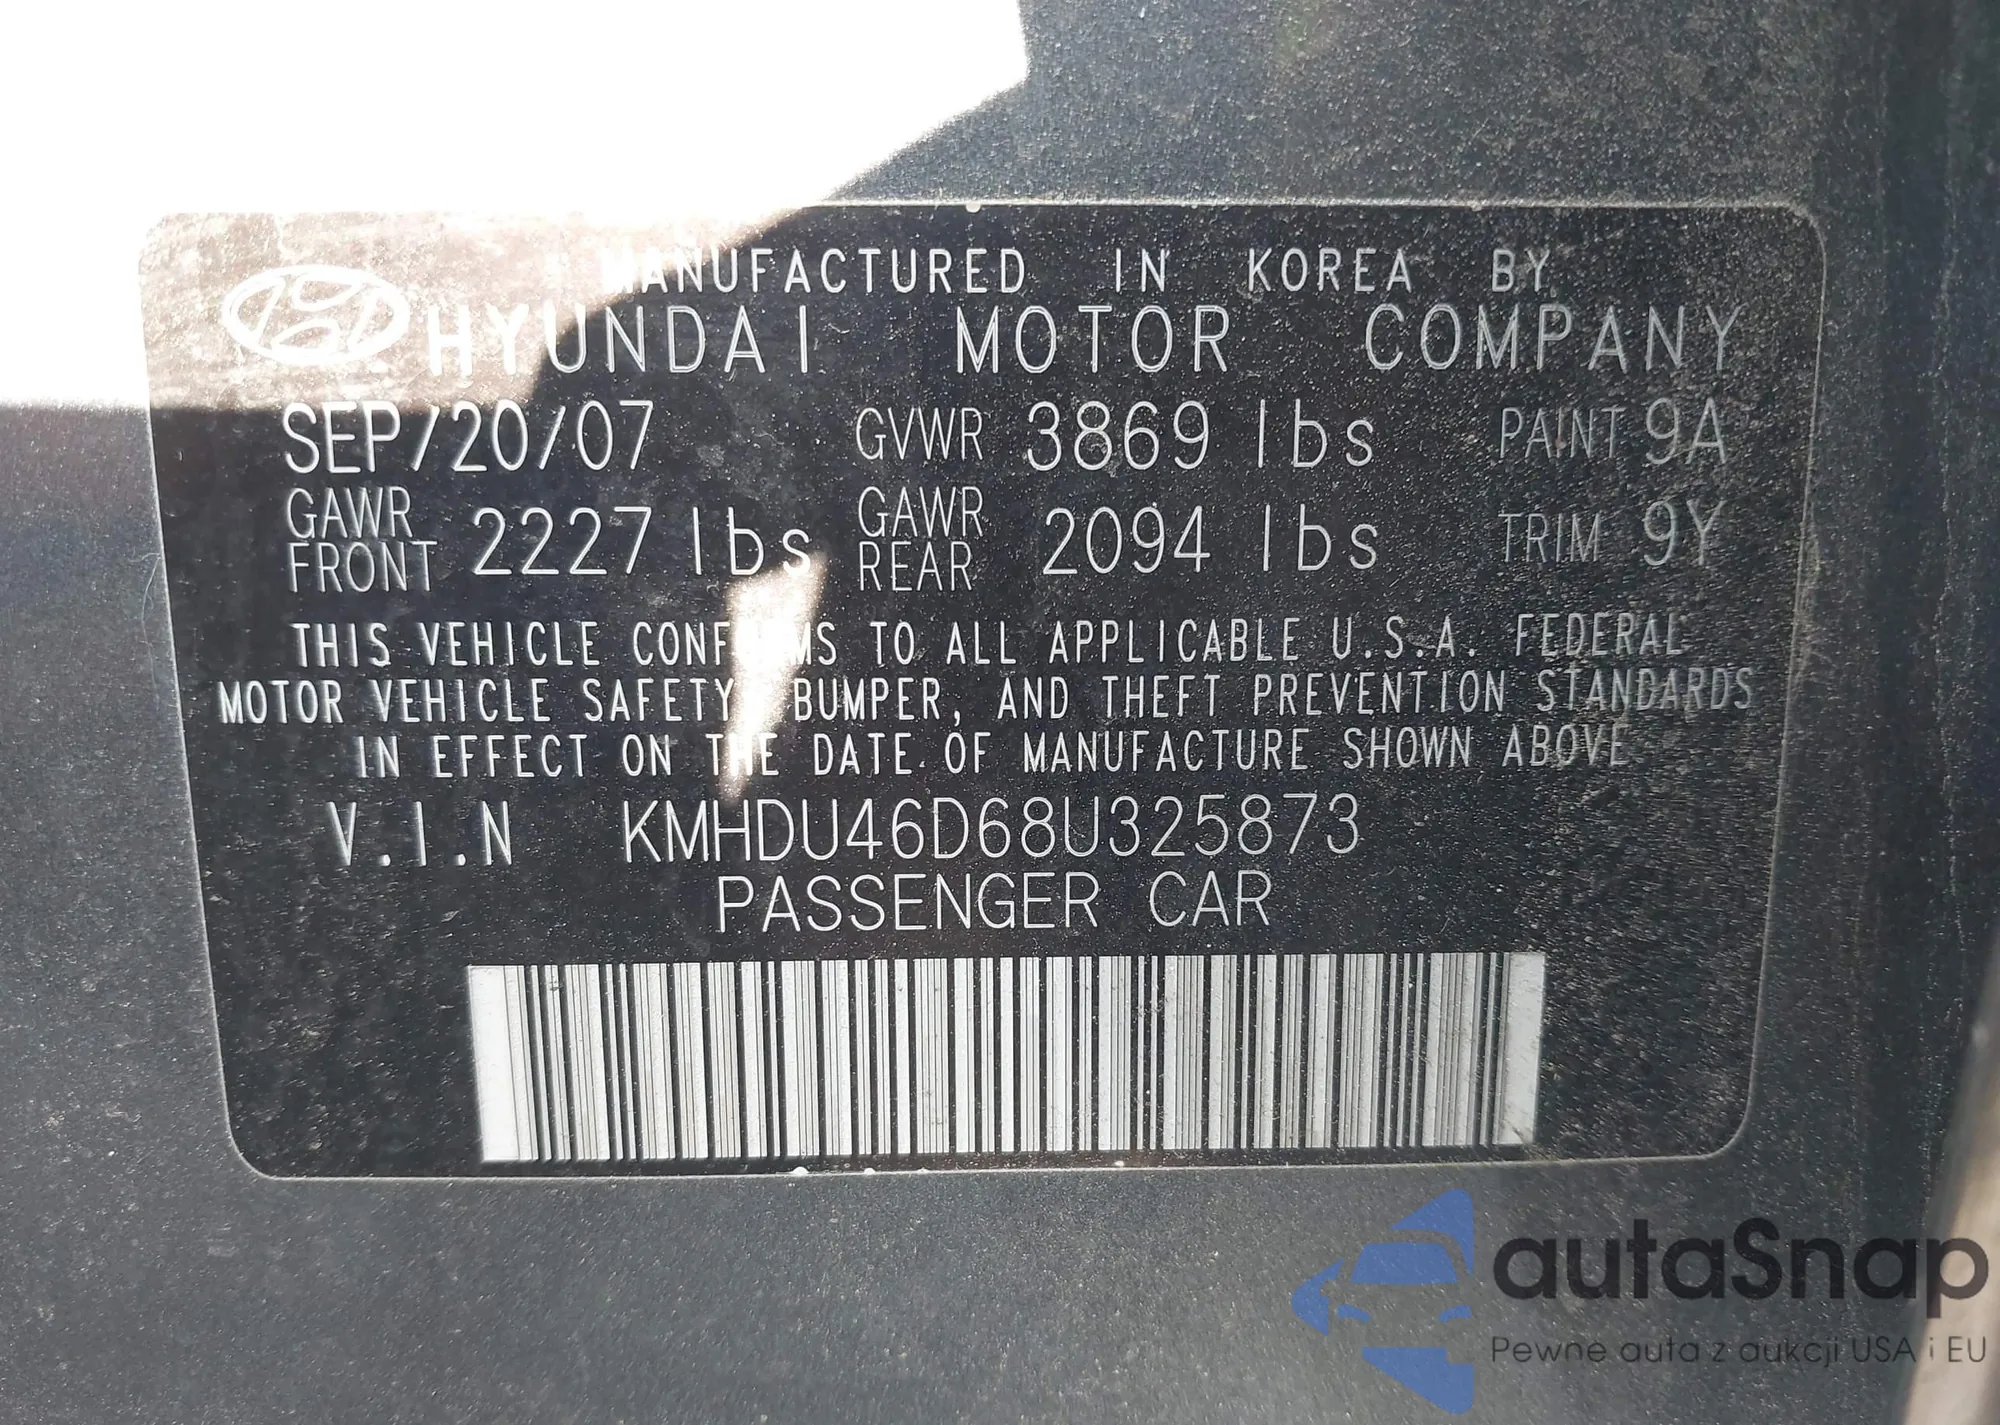 MANUFACTURED IN KOREA BY
HYUNDAI MOTOR COMPANY
SEP/20/07 GVWR 3869 lbs PAINT 9A
GAWR FRONT 2227 lbs GAWR REAR 2094 lbs TRIM 9Y
THIS VEHICLE CONFIRMS TO ALL APPLICABLE U.S.A. FEDERAL
MOTOR VEHICLE SAFETY, BUMPER, AND THEFT PREVENTION STANDARDS
IN EFFECT ON THE DATE OF MANUFACTURE SHOWN ABOVE
V.I.N KMHDU46D68U325873
PASSENGER CAR
autaSnap
Pewne auta z aukcji USA i EU